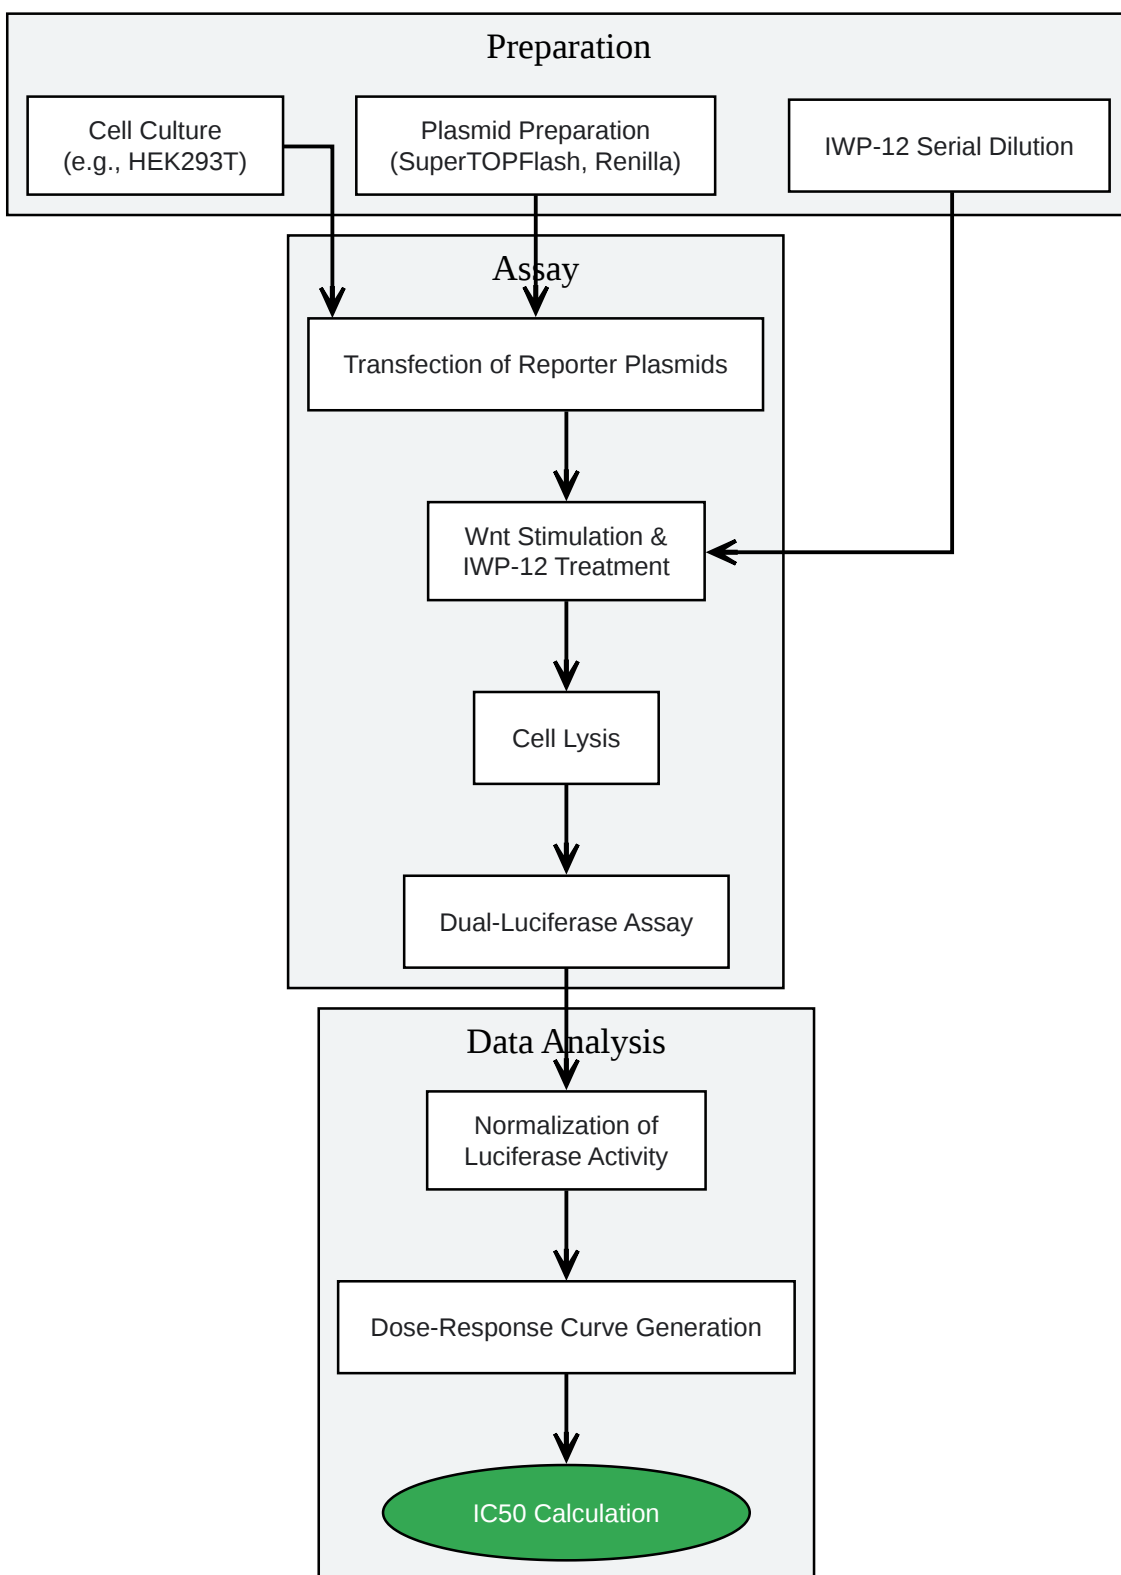 Preparation
Cell Culture
(e.g., HEK293T)
Plasmid Preparation
(SuperTOPFlash, Renilla)
IWP-12 Serial Dilution
Assay
Transfection of Reporter Plasmids
Wnt Stimulation &
IWP-12 Treatment
Cell Lysis
Dual-Luciferase Assay
Data Analysis
Normalization of
Luciferase Activity
Dose-Response Curve Generation
IC50 Calculation